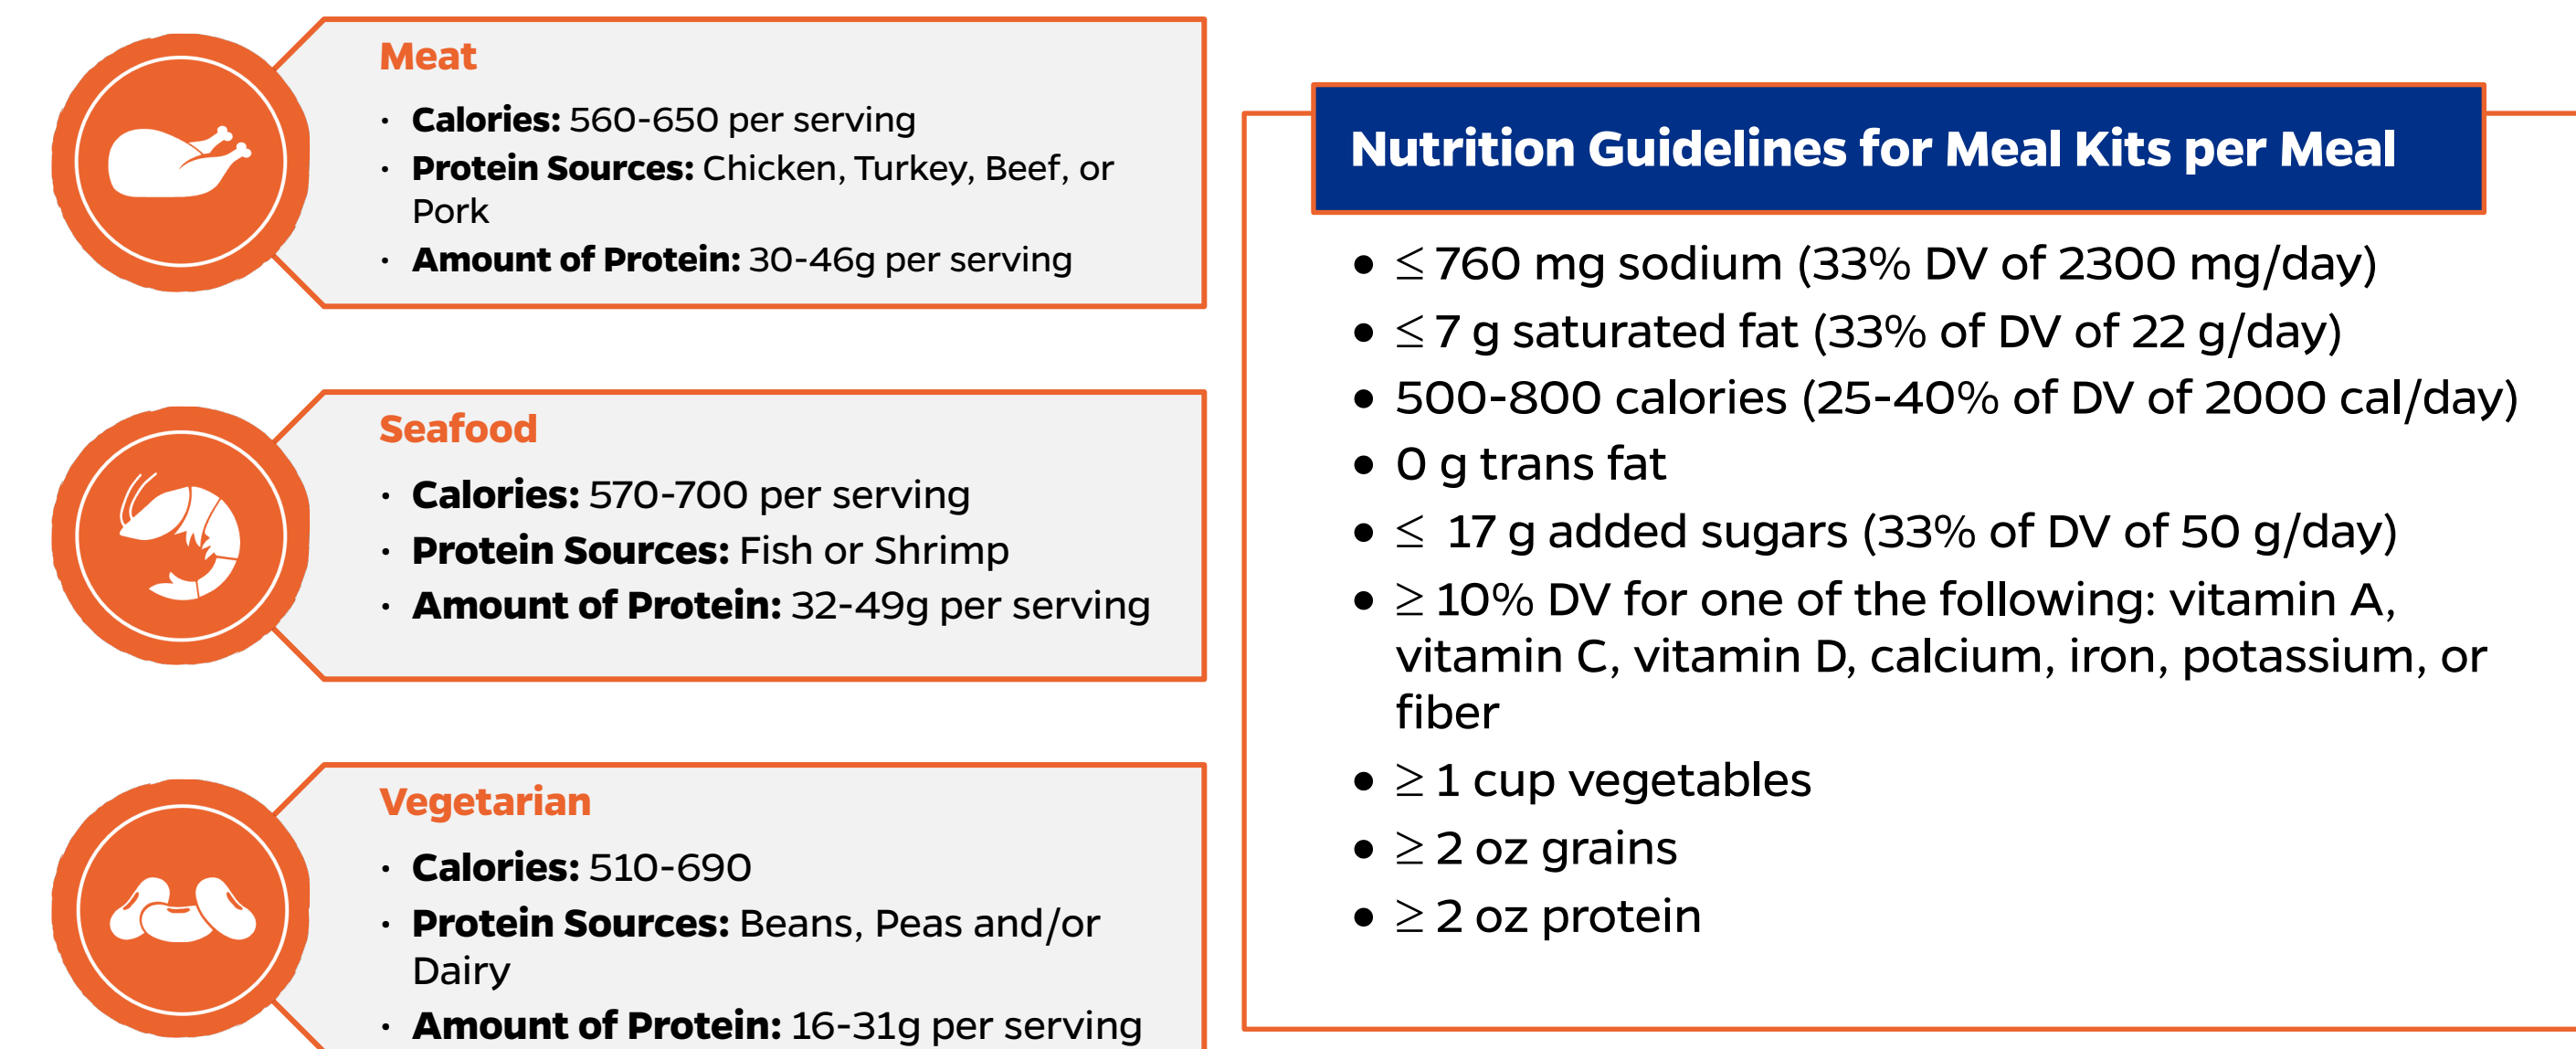 Meat
· Calories: 560-650 per serving
· Protein Sources: Chicken, Turkey, Beef, or
Pork
· Amount of Protein: 30-46g per serving
Seafood
· Calories: 570-700 per serving
· Protein Sources: Fish or Shrimp
· Amount of Protein: 32-49g per serving
Vegetarian
· Calories: 510-690
· Protein Sources: Beans, Peas and/or
Dairy
· Amount of Protein: 16-31g per serving
Nutrition Guidelines for Meal Kits per Meal
● ≤ 760 mg sodium (33% DV of 2300 mg/day)
● ≤ 7 g saturated fat (33% of DV of 22 g/day)
● 500-800 calories (25-40% of DV of 2000 cal/day)
● 0 g trans fat
● ≤ 17 g added sugars (33% of DV of 50 g/day)
● ≥ 10% DV for one of the following: vitamin A,
vitamin C, vitamin D, calcium, iron, potassium, or
fiber
● ≥ 1 cup vegetables
● ≥ 2 oz grains
● ≥ 2 oz protein